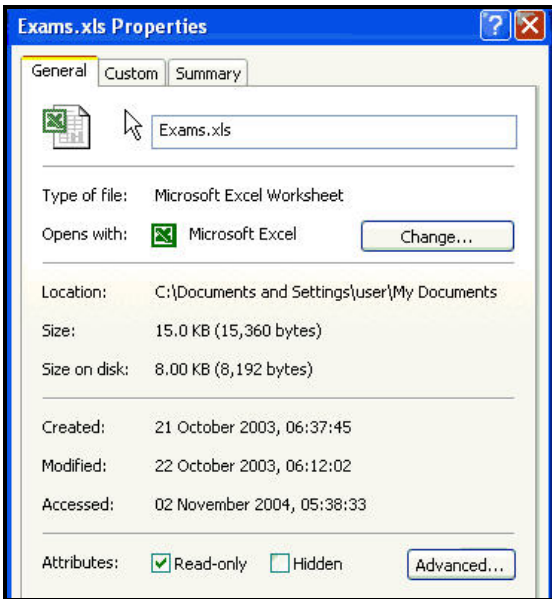 Exams.xls Properties
General Custom Summary
Exams.xls
Type of file: Microsoft Excel Worksheet
Opens with: Microsoft Excel Change...
Location: C:\Documents and Settings\user\My Documents
Size: 15.0 KB (15,360 bytes)
Size on disk: 8.00 KB (8,192 bytes)
Created: 21 October 2003, 06:37:45
Modified: 22 October 2003, 06:12:02
Accessed: 02 November 2004, 05:38:33
Attributes: Read-only Hidden Advanced...